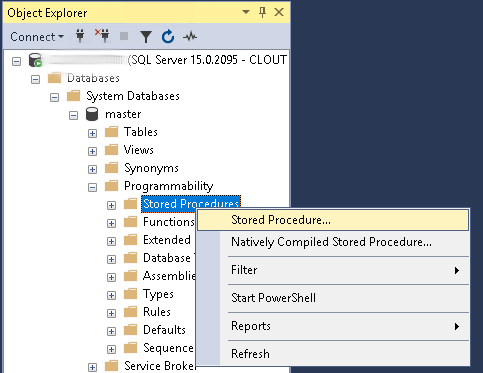 Object Explorer
Connect
(SQL Server 15.0.2095 - CLOUT
Databases
System Databases
master
Tables
Views
Synonyms
Programmability
Stored Procedures
Stored Procedure...
Functions
Natively Compiled Stored Procedure...
Extended
Database
Filter
Assemblie
Types
Start PowerShell
Rules
Reports
Defaults
Sequence
Refresh
Service Broke